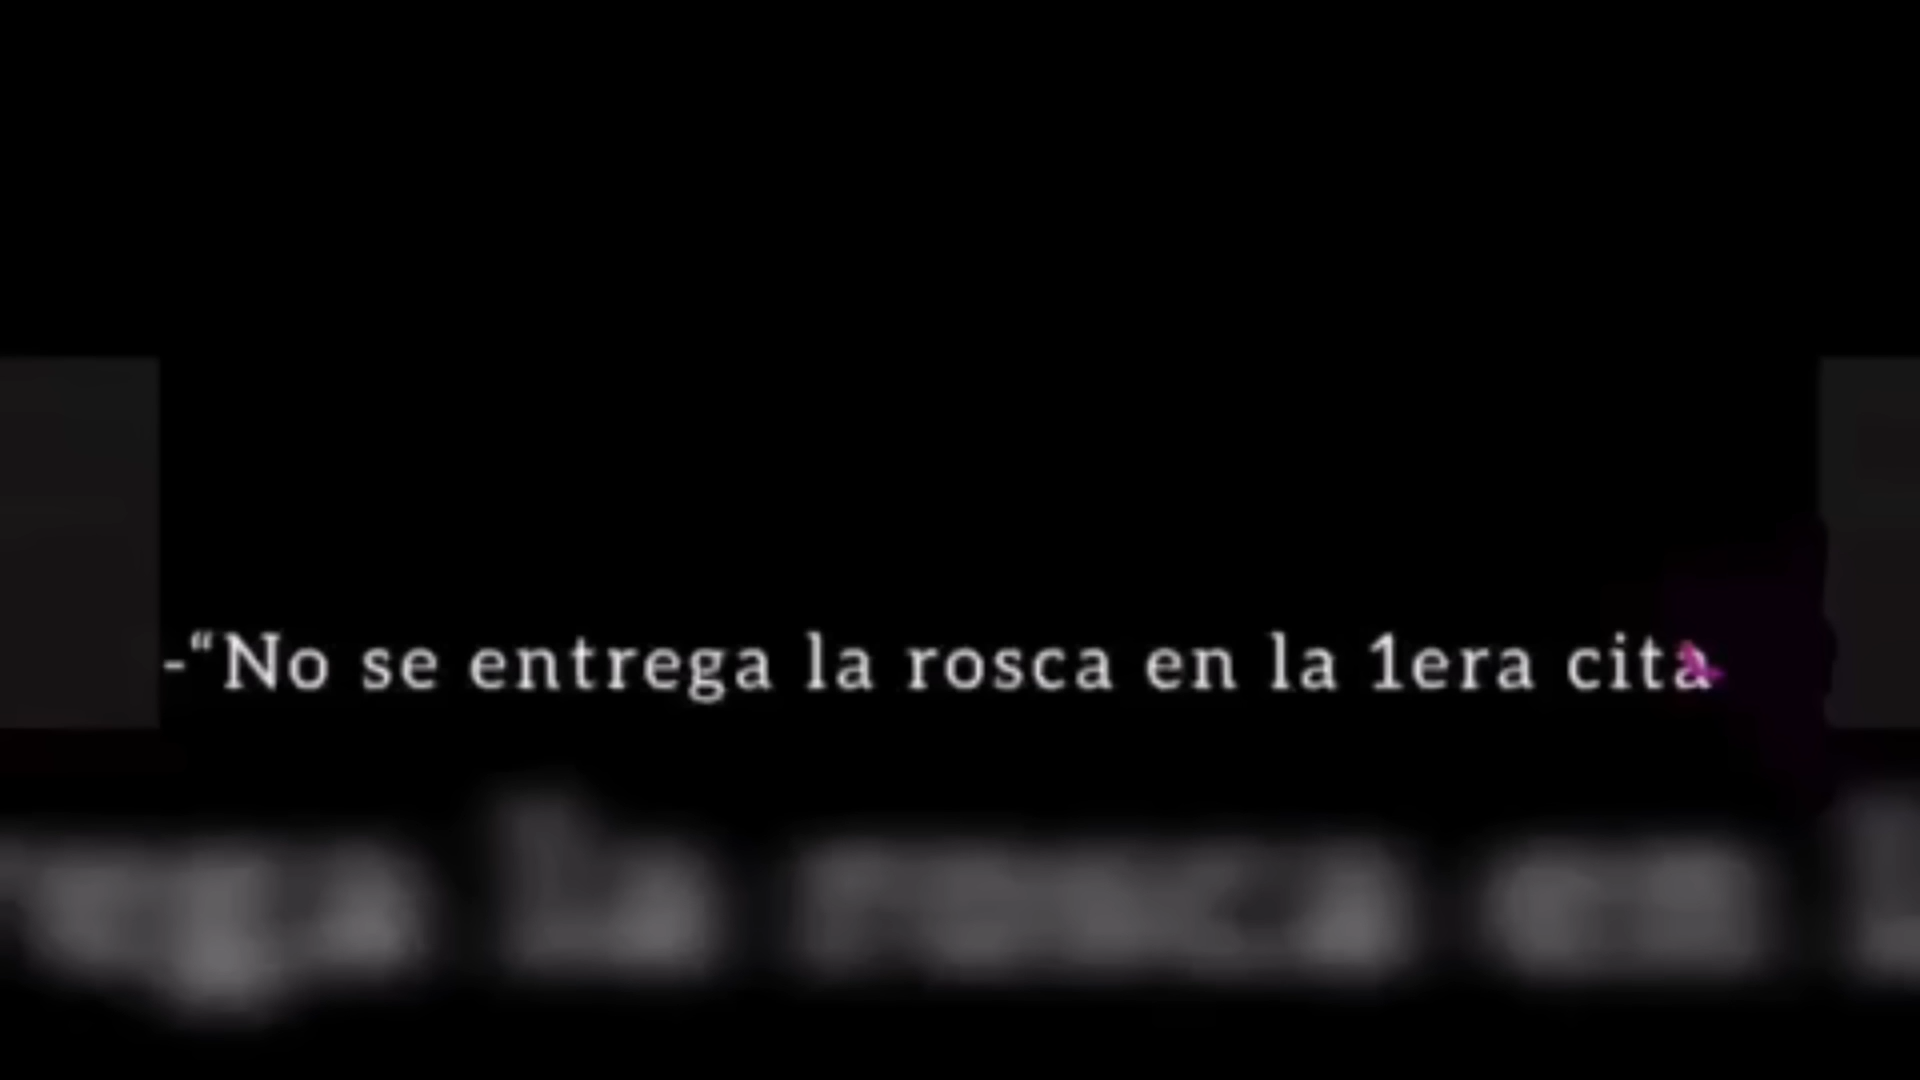 -“No se entrega la rosca en la 1era cita